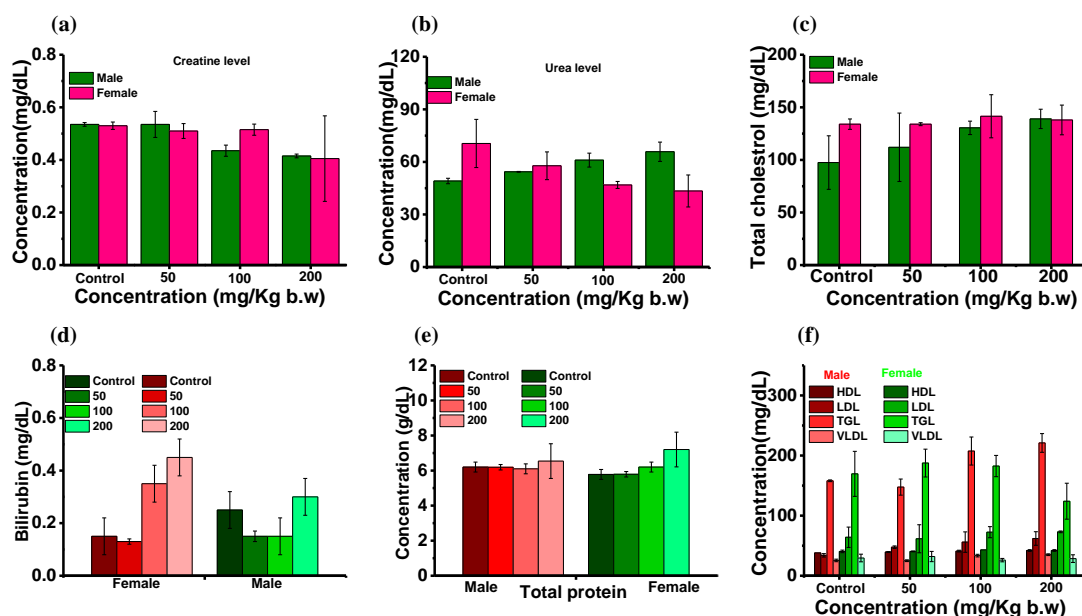 (a)
0.8
0.6
0.4
0.2
0.0
Concentration(mg/dL)
Creatine level
Male
Female
Control 50 100 200
Concentration (mg/Kg b.w)
(b)
120
90
60
30
0
Concentration(mg/dL)
Urea level
Male
Female
Control 50 100 200
Concentration (mg/Kg b.w)
(c)
200
150
100
50
0
Total cholestrol (mg/dL)
Male
Female
Control 50 100 200
Concentration (mg/Kg b.w)
(d)
0.8
0.6
0.4
0.2
0.0
Bilirubin (mg/dL)
Control Control
50 50
100 100
200 200
Female Male
(e)
12
10
8
6
4
2
0
Concentration (g/dL)
Control Control
50 50
100 100
200 200
Male Female
Total protein
(f)
300
200
100
0
Concentration(mg/dL)
Male Female
HDL HDL
LDL LDL
TGL TGL
VLDL VLDL
Control 50 100 200
Concentration (mg/Kg b.w)